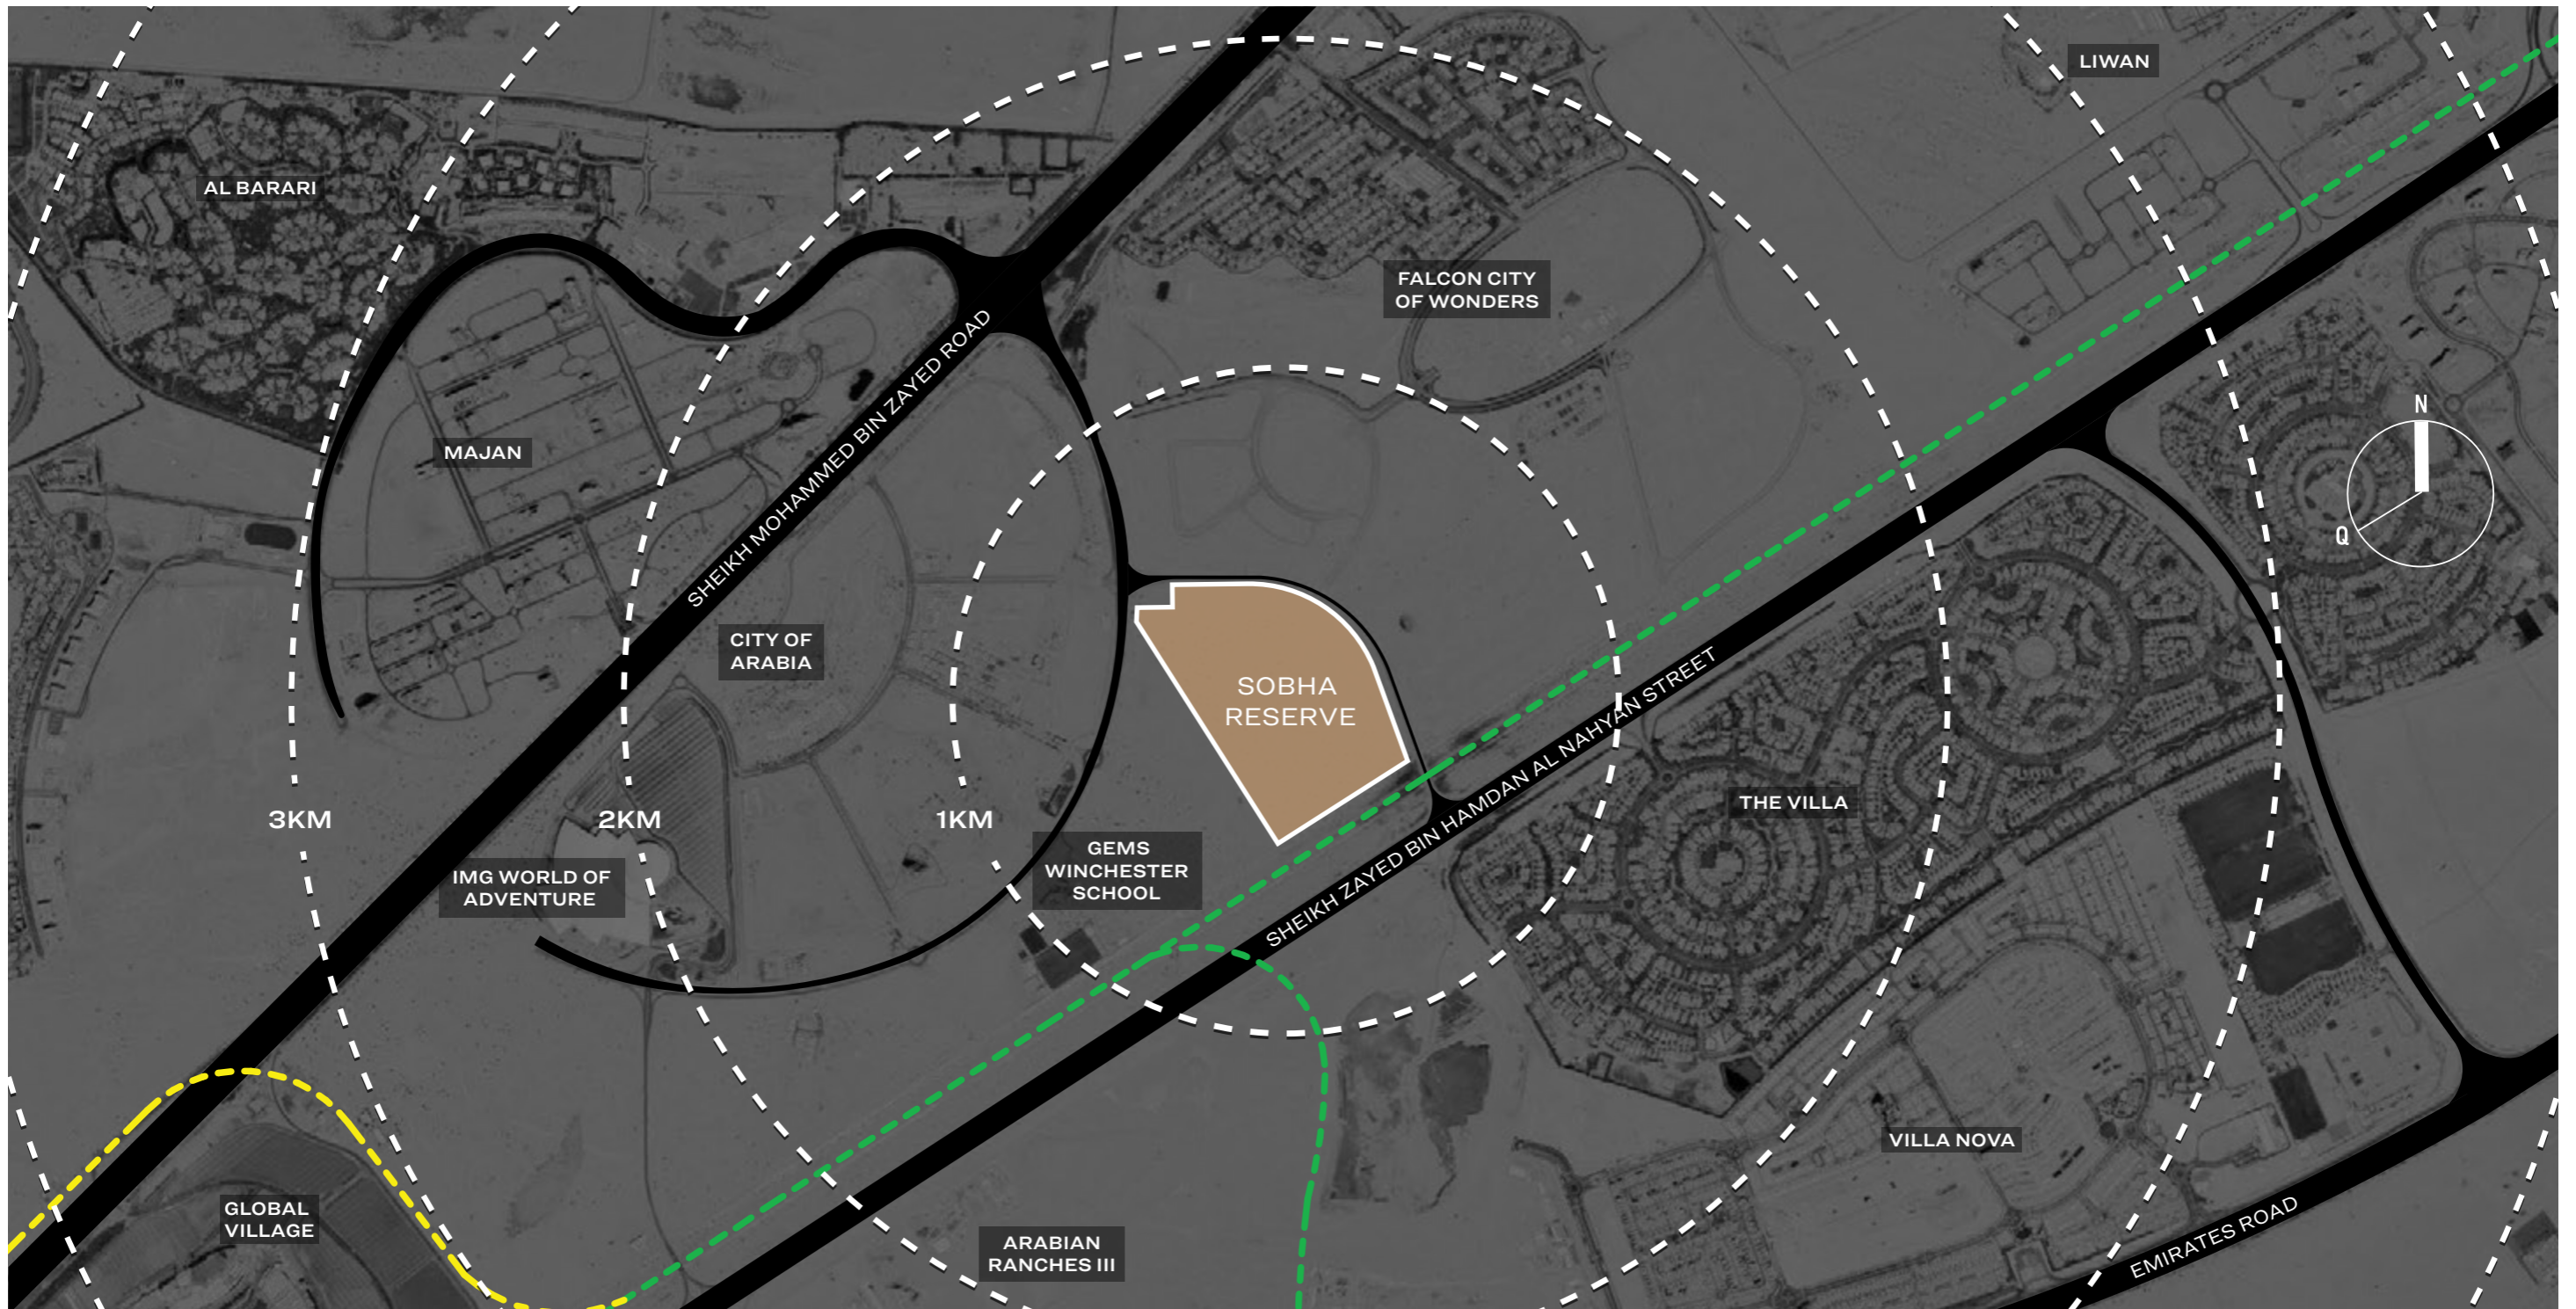 LIWAN
AL BARARI
FALCON CITY
OF WONDERS
SHEIKH MOHAMMED BIN ZAYED ROAD
N
Q
MAJAN
CITY OF
ARABIA
SOBHA
RESERVE
SHEIKH ZAYED BIN HAMDAN AL NAHYAN STREET
THE VILLA
3KM
2KM
1KM
GEMS
WINCHESTER
SCHOOL
IMG WORLD OF
ADVENTURE
VILLA NOVA
GLOBAL
VILLAGE
ARABIAN
RANCHES III
EMIRATES ROAD